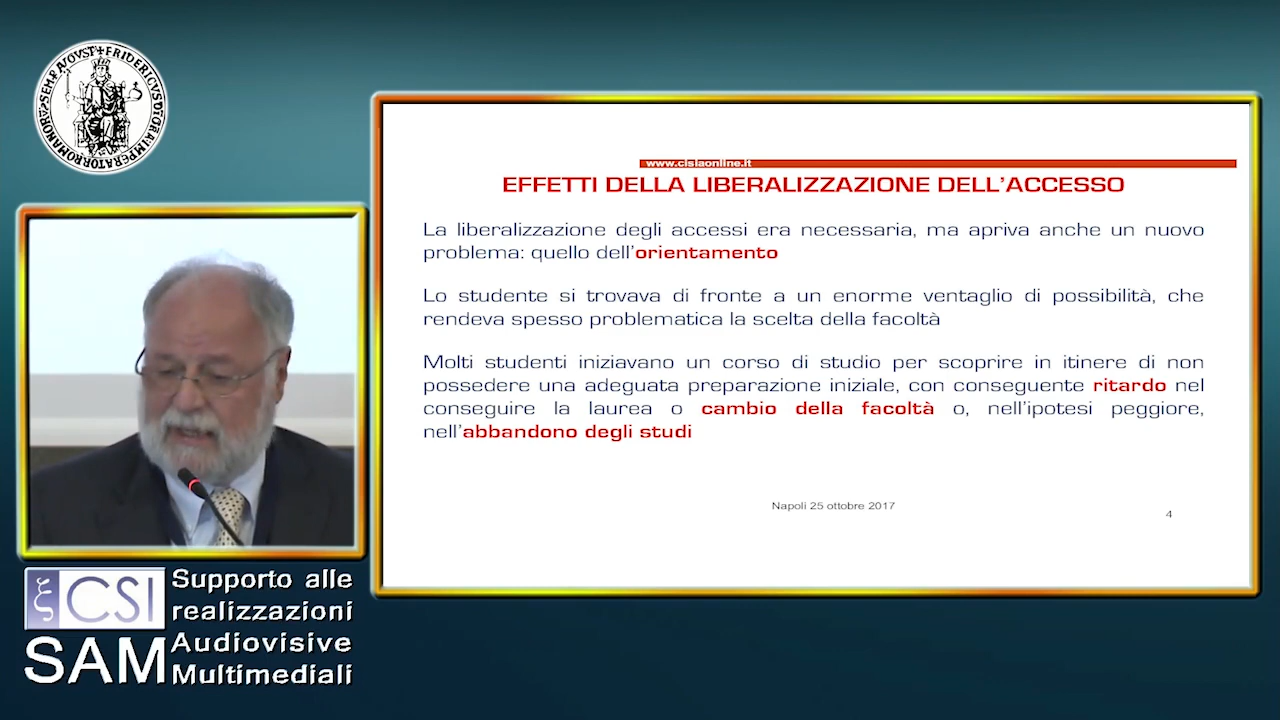 www.cisiaonline.it
EFFETTI DELLA LIBERALIZZAZIONE DELL'ACCESSO
La liberalizzazione degli accessi era necessaria, ma apriva anche un nuovo
problema: quello dell'orientamento
Lo studente si trovava di fronte a un enorme ventaglio di possibilità, che
rendeva spesso problematica la scelta della facoltà
Molti studenti iniziavano un corso di studio per scoprire in itinere di non
possedere una adeguata preparazione iniziale, con conseguente ritardo nel
conseguire la laurea o cambio della facoltà o, nell'ipotesi peggiore,
nell'abbandono degli studi
Napoli 25 ottobre 2017
4
CSI
SAM
Supporto alle
realizzazioni
Audiovisive
Multimediali